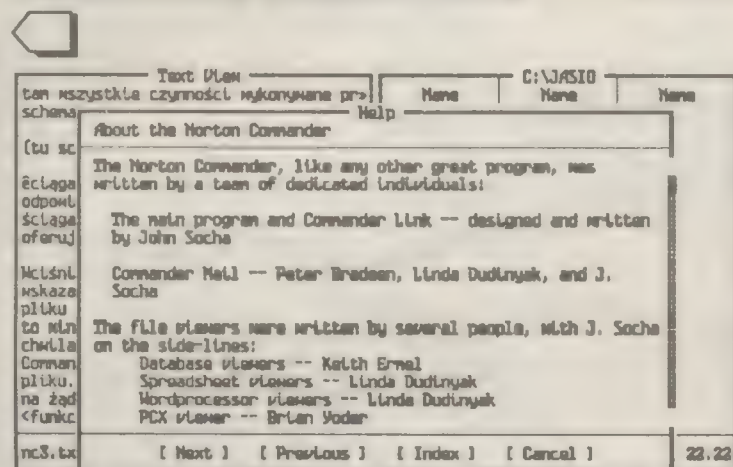 Text View
C:\JASIO
tam wszystkie czynności wykonywane pr»
Name Name Name
schema
Help
About the Norton Commander
(tu sc
The Norton Commander, like any other great program, was
êciąga written by a team of dedicated individuals:
odpowi
ściąga The main program and Commander Link -- designed and written
oferuj by John Socha
Wciśni Commander Mail -- Peter Bradeen, Linda Dudinyak, and J.
wskaza Socha
pliku
to win The file viewers were written by several people, with J. Socha
chwila on the side-lines:
Comman Database viewers -- Keith Ermel
pliku. Spreadsheet viewers -- Linda Dudinyak
na żąd Wordprocessor viewers -- Linda Dudinyak
<funkc PCX viewer -- Brian Yoder
nc3.tx [ Next ] [ Previous ] [ Index ] [ Cancel ] 22.22